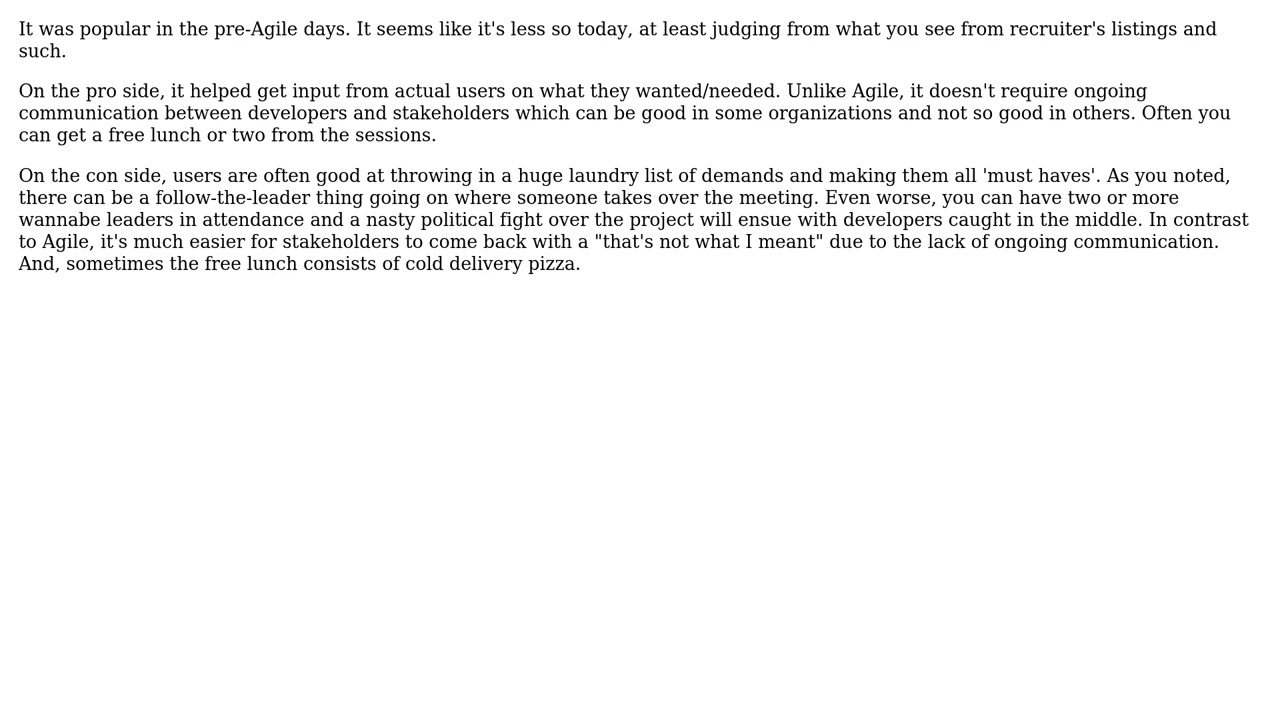 It was popular in the pre-Agile days. It seems like it's less so today, at least judging from what you see from recruiter's listings and
such.
On the pro side, it helped get input from actual users on what they wanted/needed. Unlike Agile, it doesn't require ongoing
communication between developers and stakeholders which can be good in some organizations and not so good in others. Often you
can get a free lunch or two from the sessions.
On the con side, users are often good at throwing in a huge laundry list of demands and making them all 'must haves'. As you noted,
there can be a follow-the-leader thing going on where someone takes over the meeting. Even worse, you can have two or more
wannabe leaders in attendance and a nasty political fight over the project will ensue with developers caught in the middle. In contrast
to Agile, it's much easier for stakeholders to come back with a "that's not what I meant" due to the lack of ongoing communication.
And, sometimes the free lunch consists of cold delivery pizza.